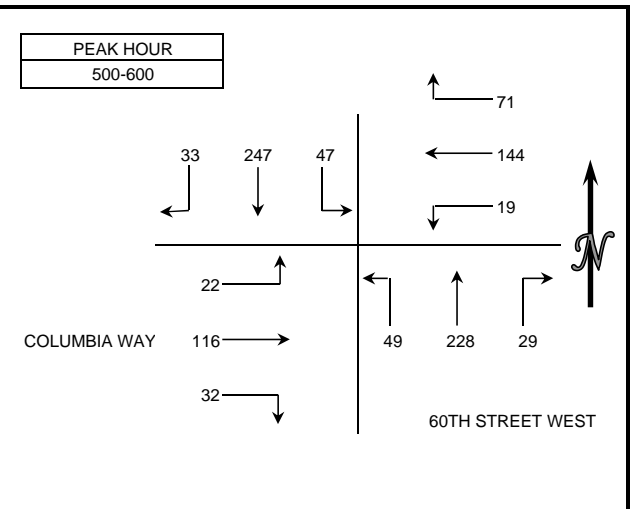 PEAK HOUR
500-600
71
33 247 47
144
19
N
22
COLUMBIA WAY 116
49 228 29
32
60TH STREET WEST